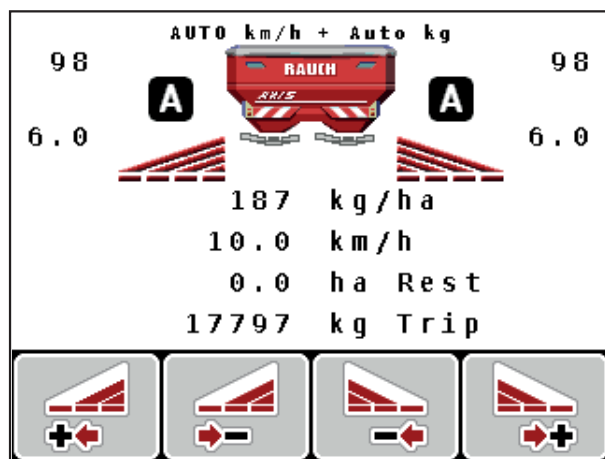 AUTO km/h + Auto kg
98
98
RAUCH
AXIS
A
A
6.0
6.0
187 kg/ha
10.0 km/h
0.0 ha Rest
17797 kg Trip